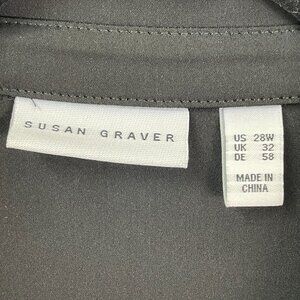 SUSAN GRAVER
US 28W
UK 32
DE 58
MADE IN
CHINA